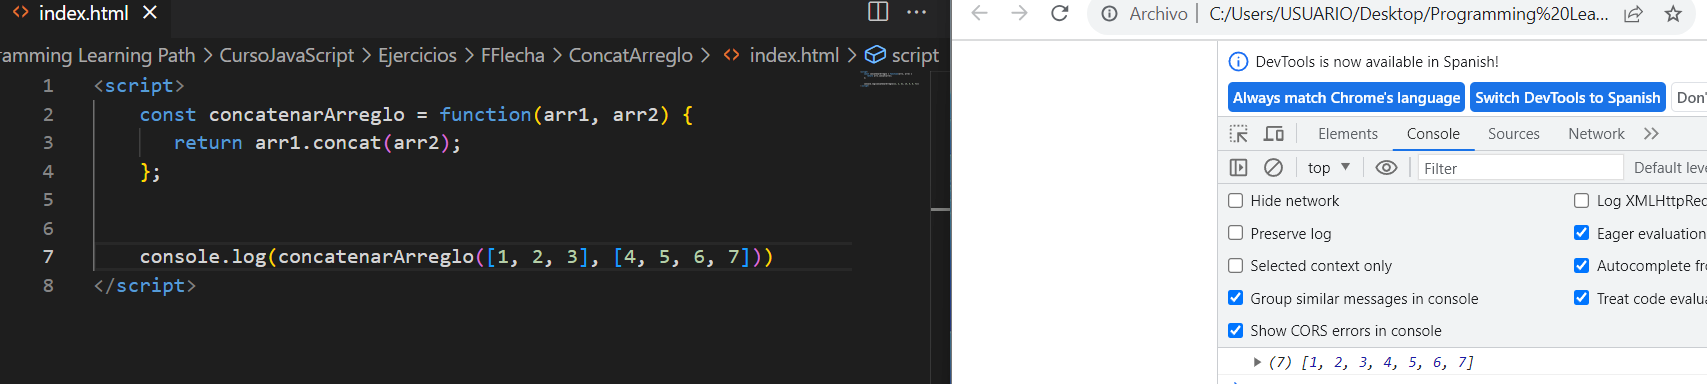 index.html
ramming Learning Path > CursoJavaScript > Ejercicios > FFlecha > ConcatArreglo > index.html > script
1 <script>
2 const concatenarArreglo = function(arr1, arr2) {
3 return arr1.concat(arr2);
4 };
5
6
7 console.log(concatenarArreglo([1, 2, 3], [4, 5, 6, 7]))
8 </script>
Archivo | C:/Users/USUARIO/Desktop/Programming%20Lea...
DevTools is now available in Spanish!
Always match Chrome's language Switch DevTools to Spanish Don'
Elements Console Sources Network
top Filter Default leve
Hide network Log XMLHttpRec
Preserve log Eager evaluation
Selected context only Autocomplete fro
Group similar messages in console Treat code evalua
Show CORS errors in console
(7) [1, 2, 3, 4, 5, 6, 7]